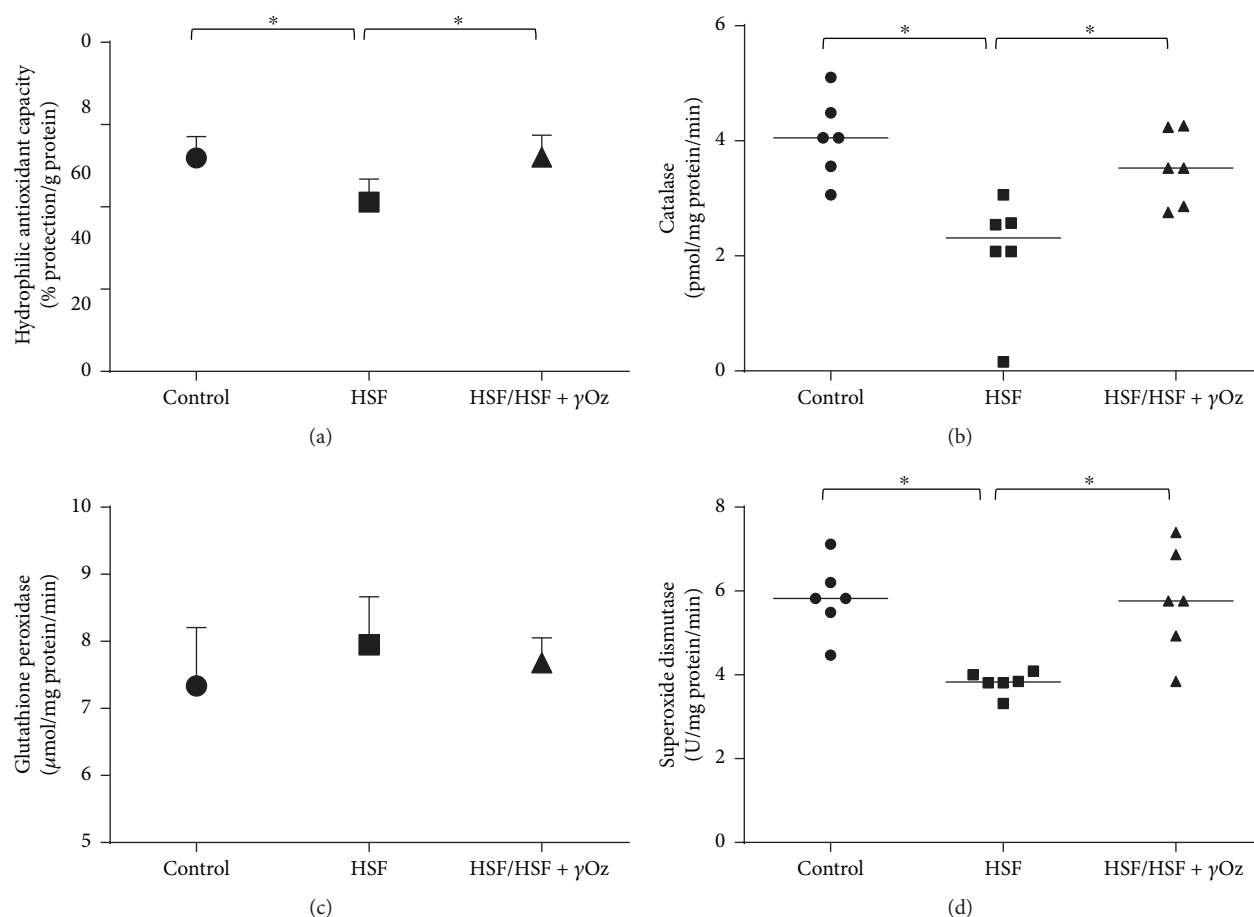 Hydrophilic antioxidant capacity
(% protection/g protein)
0
8
60
40
20
0
*
*
Control
HSF
HSF/HSF + γOz
(a)
Catalase
(pmol/mg protein/min)
6
4
2
0
*
*
Control
HSF
HSF/HSF + γOz
(b)
Glutathione peroxidase
(μmol/mg protein/min)
10
9
8
7
6
5
Control
HSF
HSF/HSF + γOz
(c)
Superoxide dismutase
(U/mg protein/min)
8
6
4
2
0
*
*
Control
HSF
HSF/HSF + γOz
(d)